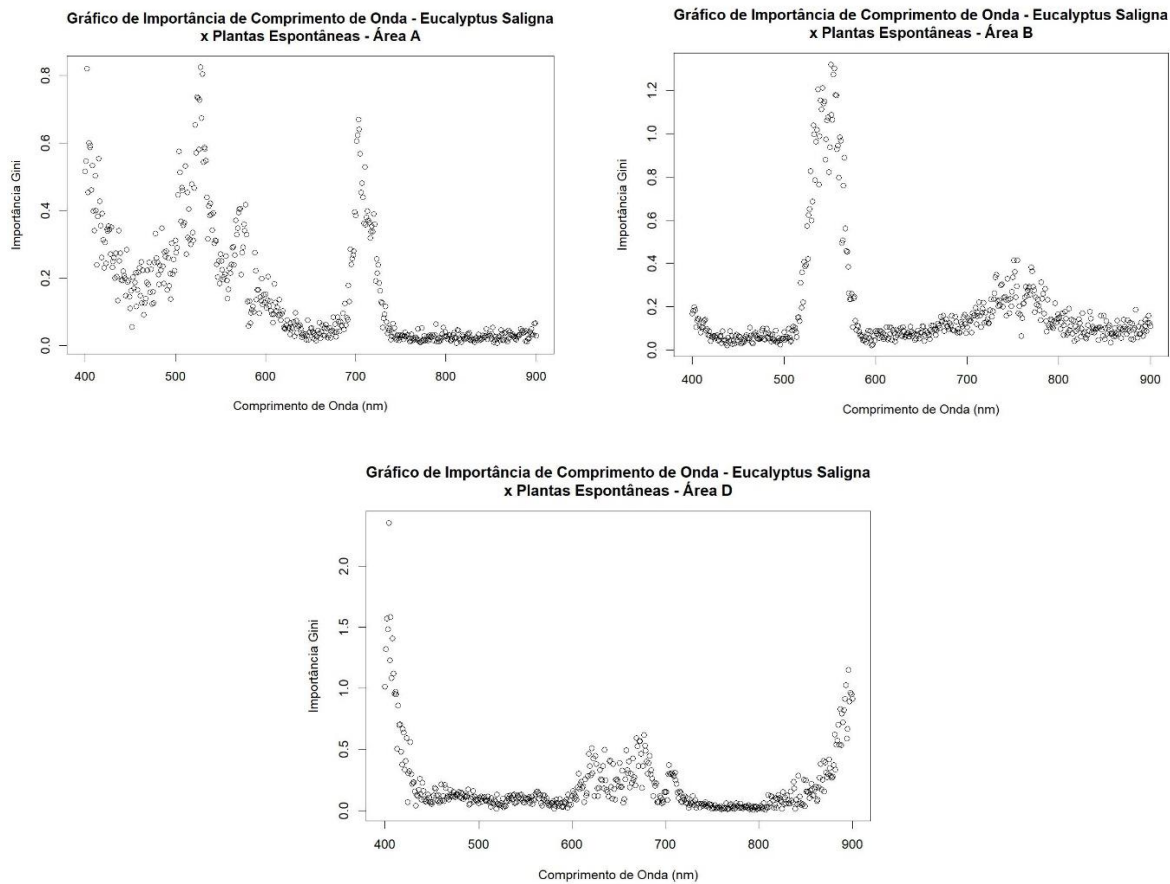 Gráfico de Importância de Comprimento de Onda - Eucalyptus Saligna
x Plantas Espontâneas - Área A
Importância Gini
0.8
0.6
0.4
0.2
0.0
400
500
600
700
800
900
Comprimento de Onda (nm)
Gráfico de Importância de Comprimento de Onda - Eucalyptus Saligna
x Plantas Espontâneas - Área B
Importância Gini
1.2
1.0
0.8
0.6
0.4
0.2
0.0
400
500
600
700
800
900
Comprimento de Onda (nm)
Gráfico de Importância de Comprimento de Onda - Eucalyptus Saligna
x Plantas Espontâneas - Área D
Importância Gini
2.0
1.5
1.0
0.5
0.0
400
500
600
700
800
900
Comprimento de Onda (nm)